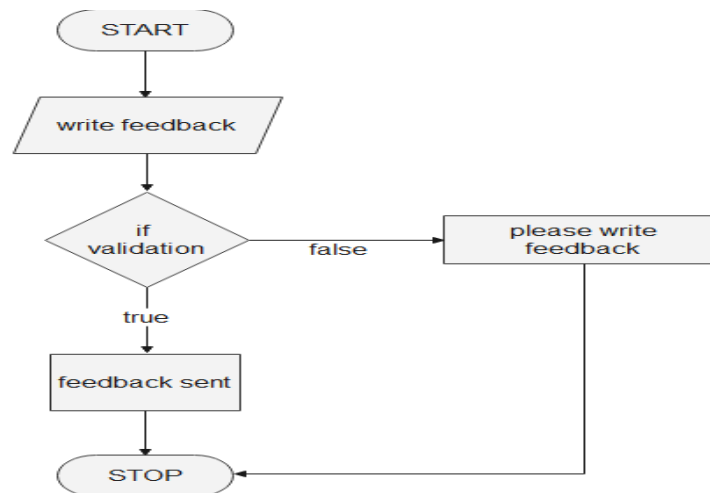 START
write feedback
if
validation
false
please write
feedback
true
feedback sent
STOP